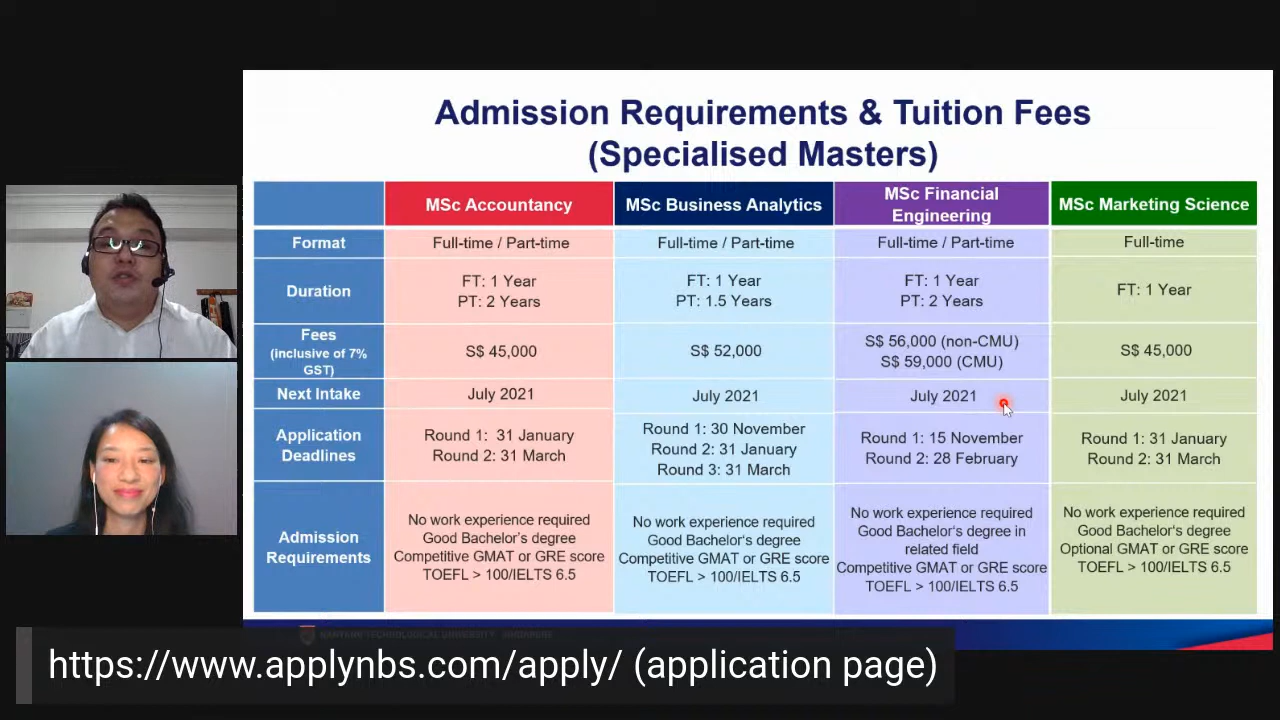 Admission Requirements & Tuition Fees
(Specialised Masters)
MSc Accountancy
MSc Business Analytics
MSc Financial
Engineering
MSc Marketing Science
Format
Full-time / Part-time
Full-time / Part-time
Full-time / Part-time
Full-time
Duration
FT: 1 Year
PT: 2 Years
FT: 1 Year
PT: 1.5 Years
FT: 1 Year
PT: 2 Years
FT: 1 Year
Fees
(inclusive of 7%
GST)
S$ 45,000
S$ 52,000
S$ 56,000 (non-CMU)
S$ 59,000 (CMU)
S$ 45,000
Next Intake
July 2021
July 2021
July 2021
July 2021
Application
Deadlines
Round 1: 31 January
Round 2: 31 March
Round 1: 30 November
Round 2: 31 January
Round 3: 31 March
Round 1: 15 November
Round 2: 28 February
Round 1: 31 January
Round 2: 31 March
Admission
Requirements
No work experience required
Good Bachelor's degree
Competitive GMAT or GRE score
TOEFL > 100/IELTS 6.5
No work experience required
Good Bachelor's degree
Competitive GMAT or GRE score
TOEFL > 100/IELTS 6.5
No work experience required
Good Bachelor's degree in
related field
Competitive GMAT or GRE score
TOEFL > 100/IELTS 6.5
No work experience required
Good Bachelor's degree
Optional GMAT or GRE score
TOEFL > 100/IELTS 6.5
NANYANG TECHNOLOGICAL UNIVERSITY SINGAPORE
https://www.applynbs.com/apply/ (application page)